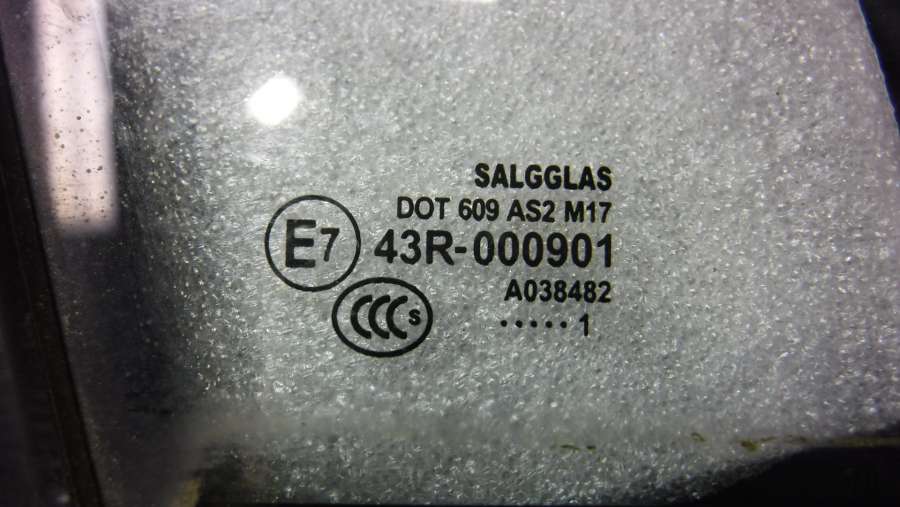 SALGGLAS
DOT 609 AS2 M17
E7 43R-000901
A038482
CCC S
·····1